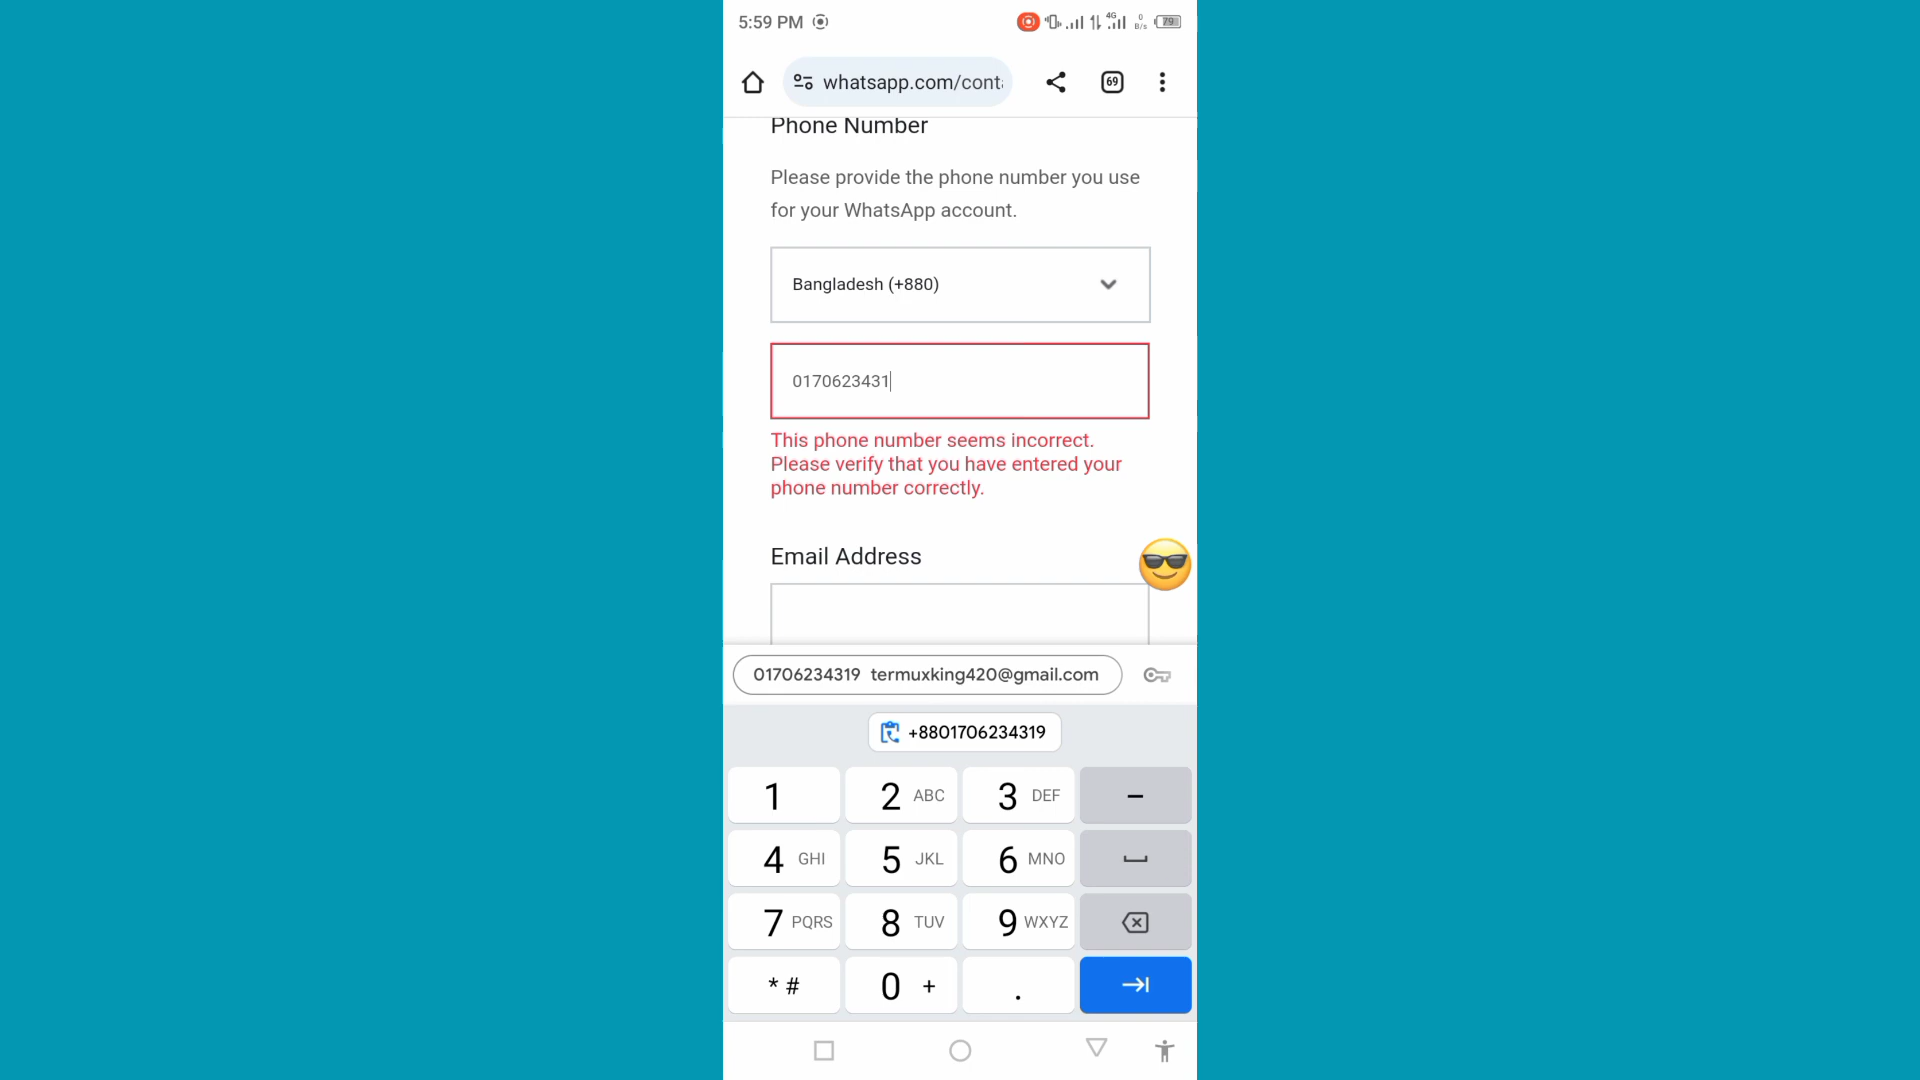 5:59 PM
4G
0
B/s
79
whatsapp.com/cont
69
Phone Number
Please provide the phone number you use
for your WhatsApp account.
Bangladesh (+880)
0170623431
This phone number seems incorrect.
Please verify that you have entered your
phone number correctly.
Email Address
01706234319 termuxking420@gmail.com
+8801706234319
1
2 ABC
3 DEF
-
4 GHI
5 JKL
6 MNO
7 PQRS
8 TUV
9 WXYZ
* #
0 +
.